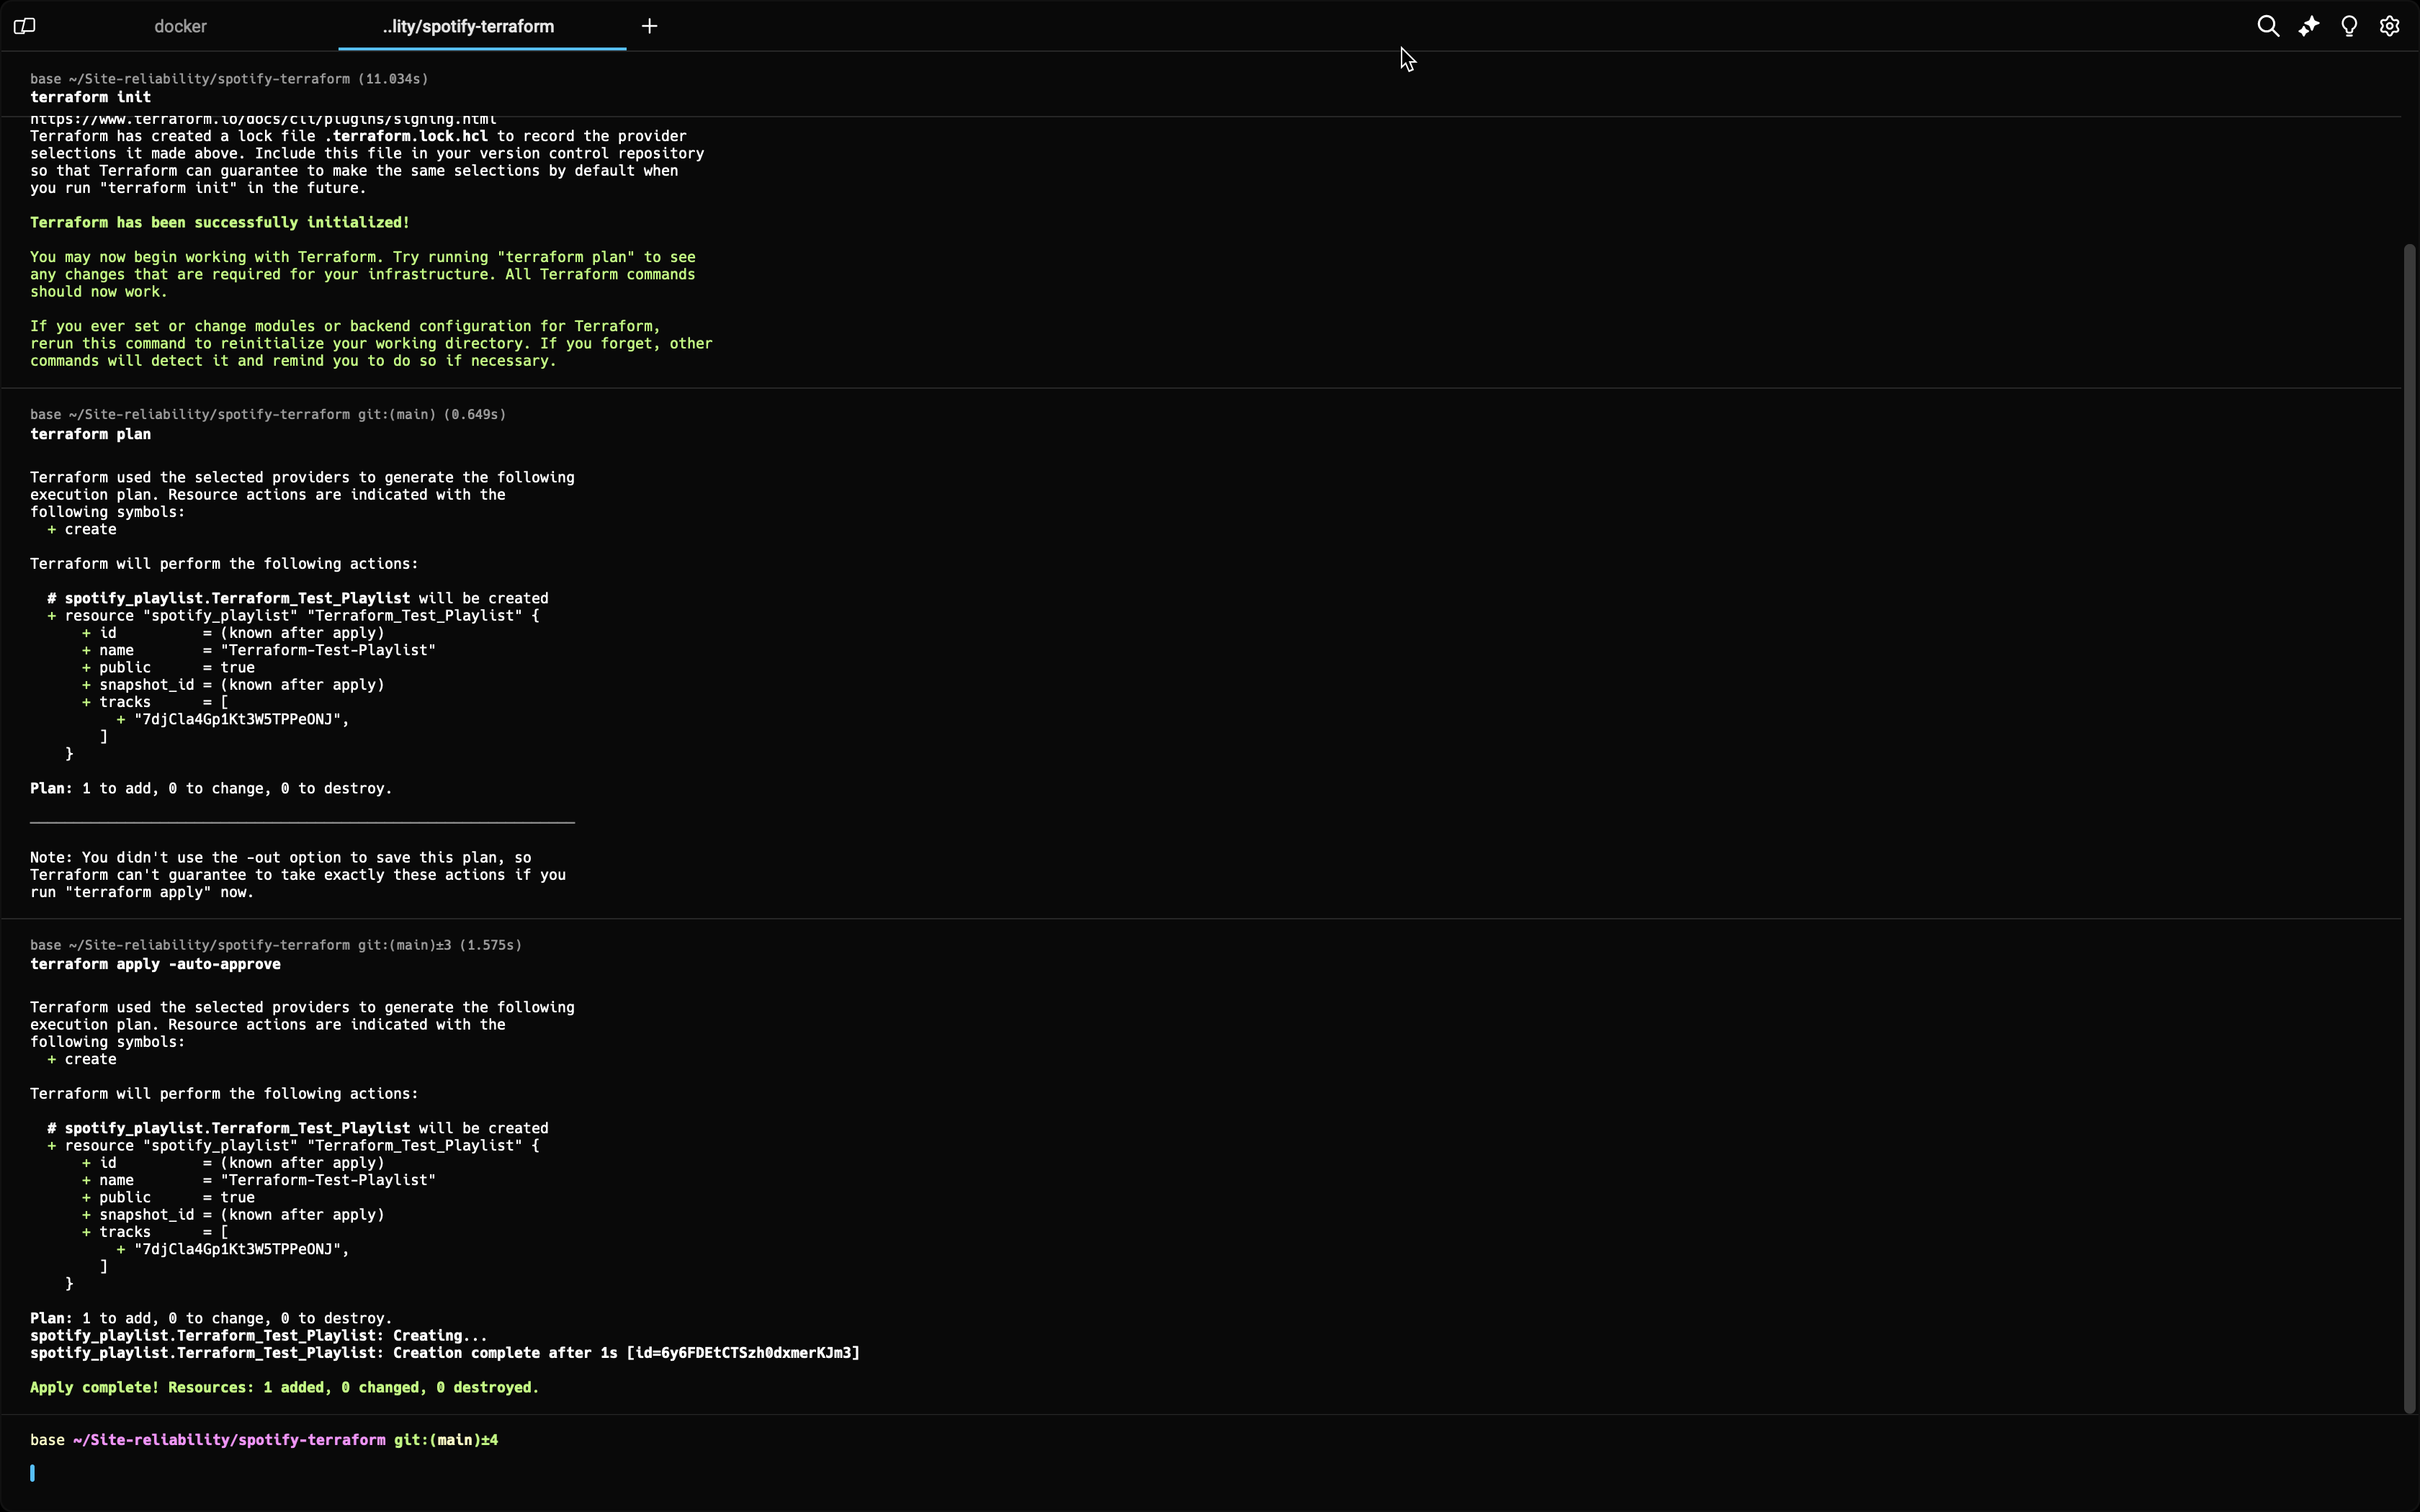 docker
..lity/spotify-terraform
base ~/Site-reliability/spotify-terraform (11.034s)
terraform init
https://www.terraform.io/docs/cli/plugins/signing.html
Terraform has created a lock file .terraform.lock.hcl to record the provider
selections it made above. Include this file in your version control repository
so that Terraform can guarantee to make the same selections by default when
you run "terraform init" in the future.
Terraform has been successfully initialized!
You may now begin working with Terraform. Try running "terraform plan" to see
any changes that are required for your infrastructure. All Terraform commands
should now work.
If you ever set or change modules or backend configuration for Terraform,
rerun this command to reinitialize your working directory. If you forget, other
commands will detect it and remind you to do so if necessary.
base ~/Site-reliability/spotify-terraform git:(main) (0.649s)
terraform plan
Terraform used the selected providers to generate the following
execution plan. Resource actions are indicated with the
following symbols:
+ create
Terraform will perform the following actions:
# spotify_playlist.Terraform_Test_Playlist will be created
+ resource "spotify_playlist" "Terraform_Test_Playlist" {
+ id = (known after apply)
+ name = "Terraform-Test-Playlist"
+ public = true
+ snapshot_id = (known after apply)
+ tracks = [
+ "7djCla4Gp1Kt3W5TPPeONJ",
]
}
Plan: 1 to add, 0 to change, 0 to destroy.
Note: You didn't use the -out option to save this plan, so
Terraform can't guarantee to take exactly these actions if you
run "terraform apply" now.
base ~/Site-reliability/spotify-terraform git:(main)±3 (1.575s)
terraform apply -auto-approve
Terraform used the selected providers to generate the following
execution plan. Resource actions are indicated with the
following symbols:
+ create
Terraform will perform the following actions:
# spotify_playlist.Terraform_Test_Playlist will be created
+ resource "spotify_playlist" "Terraform_Test_Playlist" {
+ id = (known after apply)
+ name = "Terraform-Test-Playlist"
+ public = true
+ snapshot_id = (known after apply)
+ tracks = [
+ "7djCla4Gp1Kt3W5TPPeONJ",
]
}
Plan: 1 to add, 0 to change, 0 to destroy.
spotify_playlist.Terraform_Test_Playlist: Creating...
spotify_playlist.Terraform_Test_Playlist: Creation complete after 1s [id=6y6FDEtCTSzh0dxmerKJm3]
Apply complete! Resources: 1 added, 0 changed, 0 destroyed.
base ~/Site-reliability/spotify-terraform git:(main)±4